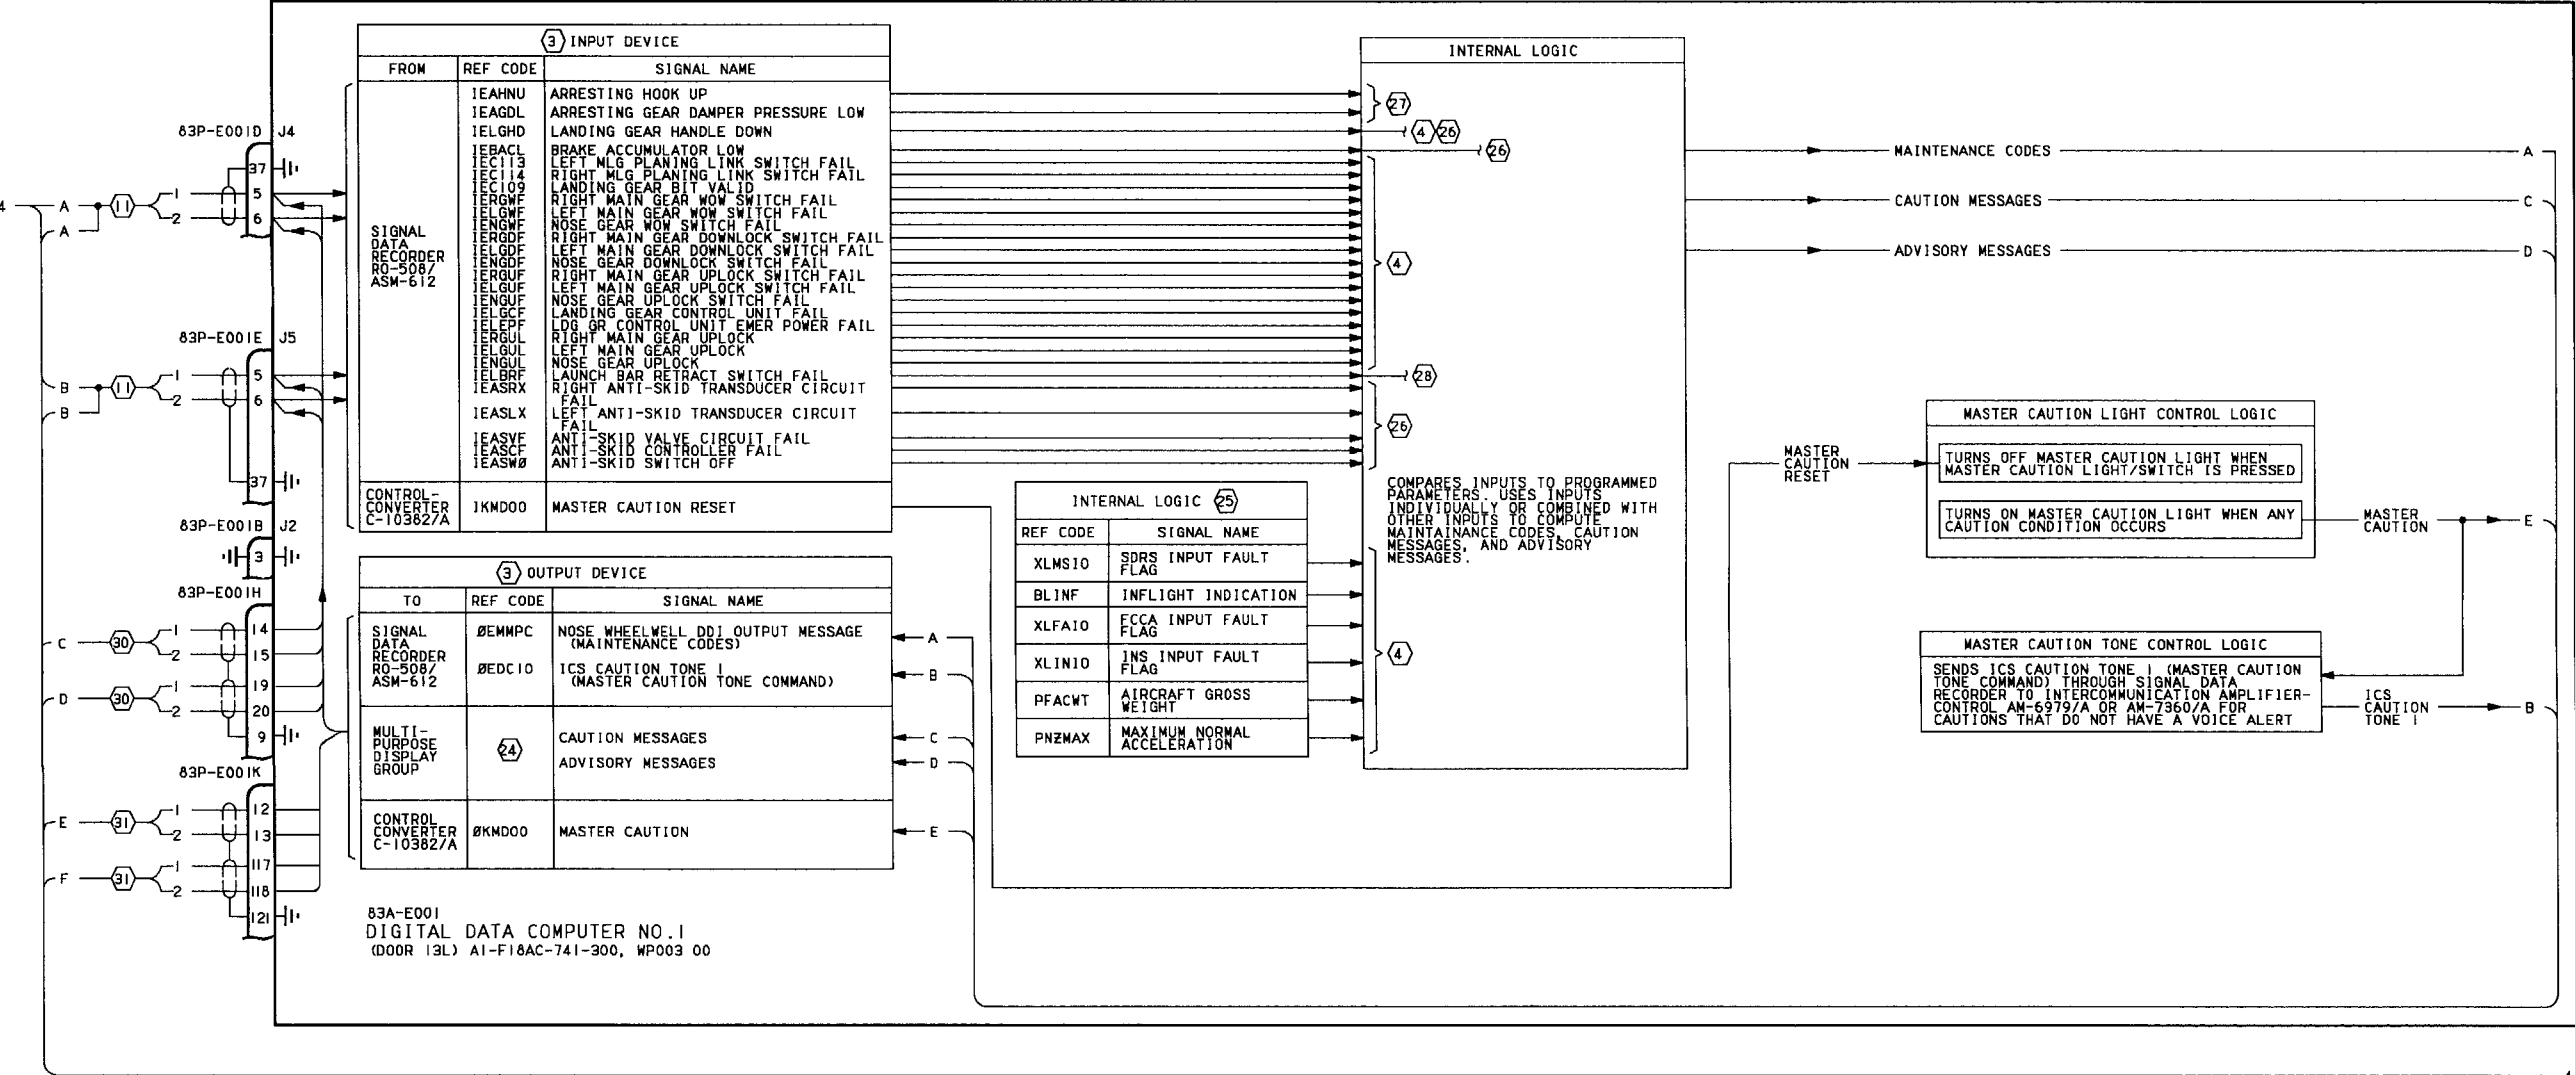 3 INPUT DEVICE
FROM REF CODE SIGNAL NAME
SIGNAL
DATA
RECORDER
RO-508/
ASM-612
IEAHNU ARRESTING HOOK UP
IEAGDL ARRESTING GEAR DAMPER PRESSURE LOW
IELGHD LANDING GEAR HANDLE DOWN
IEBACL BRAKE ACCUMULATOR LOW
IEC113 LEFT MLG PLANING LINK SWITCH FAIL
IEC114 RIGHT MLG PLANING LINK SWITCH FAIL
IEC109 LANDING GEAR BIT VALID
IERGWF RIGHT MAIN GEAR WOW SWITCH FAIL
IELGWF LEFT MAIN GEAR WOW SWITCH FAIL
IENGWF NOSE GEAR WOW SWITCH FAIL
IERGDF RIGHT MAIN GEAR DOWNLOCK SWITCH FAIL
IELGDF LEFT MAIN GEAR DOWNLOCK SWITCH FAIL
IENGDF NOSE GEAR DOWNLOCK SWITCH FAIL
IERGUF RIGHT MAIN GEAR UPLOCK SWITCH FAIL
IELGUF LEFT MAIN GEAR UPLOCK SWITCH FAIL
IENGUF NOSE GEAR UPLOCK SWITCH FAIL
IELGCF LANDING GEAR CONTROL UNIT FAIL
IELEPF LDG GR CONTROL UNIT EMER POWER FAIL
IERGUL RIGHT MAIN GEAR UPLOCK
IELGUL LEFT MAIN GEAR UPLOCK
IENGUL NOSE GEAR UPLOCK
IELBRF LAUNCH BAR RETRACT SWITCH FAIL
IEASRX RIGHT ANTI-SKID TRANSDUCER CIRCUIT
FAIL
IEASLX LEFT ANTI-SKID TRANSDUCER CIRCUIT
FAIL
IEASVF ANTI-SKID VALVE CIRCUIT FAIL
IEASCF ANTI-SKID CONTROLLER FAIL
IEASWØ ANTI-SKID SWITCH OFF
CONTROL-
CONVERTER
C-10382/A
IKMD00 MASTER CAUTION RESET
3 OUTPUT DEVICE
TO REF CODE SIGNAL NAME
SIGNAL
DATA
RECORDER
RO-508/
ASM-612
ØEMMPC NOSE WHEELWELL DDI OUTPUT MESSAGE
(MAINTENANCE CODES)
A
ØEDC10 ICS CAUTION TONE 1
(MASTER CAUTION TONE COMMAND)
B
MULTI-
PURPOSE
DISPLAY
GROUP
24
CAUTION MESSAGES C
ADVISORY MESSAGES D
CONTROL
CONVERTER
C-10382/A
ØKMD00 MASTER CAUTION E
83A-E001
DIGITAL DATA COMPUTER NO.1
(DOOR 13L) A1-F18AC-741-300, WP003 00
83P-E001D J4
37
4 A 11 1 5
A 2 6
83P-E001E J5
B 11 1 5
B 2 6
37
83P-E001B J2
3
83P-E001H
C 30 1 14
2 15
D 30 1 19
2 20
9
83P-E001K
E 31 1 12
2 13
F 31 1 117
2 118
121
INTERNAL LOGIC
27
4 26
26
4
28
26
COMPARES INPUTS TO PROGRAMMED
PARAMETERS. USES INPUTS
INDIVIDUALLY OR COMBINED WITH
OTHER INPUTS TO COMPUTE
MAINTAINANCE CODES, CAUTION
MESSAGES, AND ADVISORY
MESSAGES.
4
INTERNAL LOGIC 25
REF CODE SIGNAL NAME
XLMSIO SDRS INPUT FAULT
FLAG
BLINF INFLIGHT INDICATION
XLFAIO FCCA INPUT FAULT
FLAG
XLINIO INS INPUT FAULT
FLAG
PFACWT AIRCRAFT GROSS
WEIGHT
PNZMAX MAXIMUM NORMAL
ACCELERATION
MAINTENANCE CODES A
CAUTION MESSAGES C
ADVISORY MESSAGES D
MASTER
CAUTION
RESET
MASTER CAUTION LIGHT CONTROL LOGIC
TURNS OFF MASTER CAUTION LIGHT WHEN
MASTER CAUTION LIGHT/SWITCH IS PRESSED
TURNS ON MASTER CAUTION LIGHT WHEN ANY
CAUTION CONDITION OCCURS
MASTER
CAUTION
E
MASTER CAUTION TONE CONTROL LOGIC
SENDS ICS CAUTION TONE 1 (MASTER CAUTION
TONE COMMAND) THROUGH SIGNAL DATA
RECORDER TO INTERCOMMUNICATION AMPLIFIER-
CONTROL AM-6979/A OR AM-7360/A FOR
CAUTIONS THAT DO NOT HAVE A VOICE ALERT
ICS
CAUTION
TONE 1
B